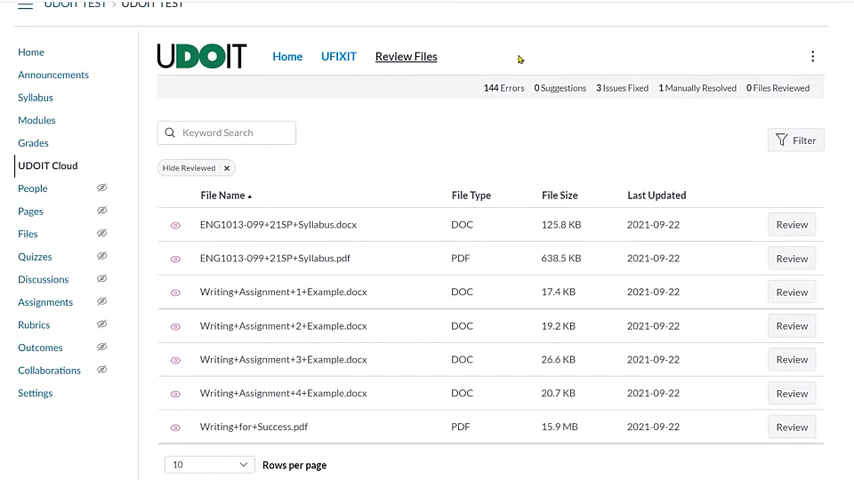 UDOIT TEST > UDOIT TEST
Home
Announcements
Syllabus
Modules
Grades
UDOIT Cloud
People
Pages
Files
Quizzes
Discussions
Assignments
Rubrics
Outcomes
Collaborations
Settings
UDOIT Home UFIXIT Review Files
144 Errors 0 Suggestions 3 Issues Fixed 1 Manually Resolved 0 Files Reviewed
Keyword Search
Filter
Hide Reviewed ×
File Name File Type File Size Last Updated
ENG1013-099+21SP+Syllabus.docx DOC 125.8 KB 2021-09-22 Review
ENG1013-099+21SP+Syllabus.pdf PDF 638.5 KB 2021-09-22 Review
Writing+Assignment+1+Example.docx DOC 17.4 KB 2021-09-22 Review
Writing+Assignment+2+Example.docx DOC 19.2 KB 2021-09-22 Review
Writing+Assignment+3+Example.docx DOC 26.6 KB 2021-09-22 Review
Writing+Assignment+4+Example.docx DOC 20.7 KB 2021-09-22 Review
Writing+for+Success.pdf PDF 15.9 MB 2021-09-22 Review
10 Rows per page